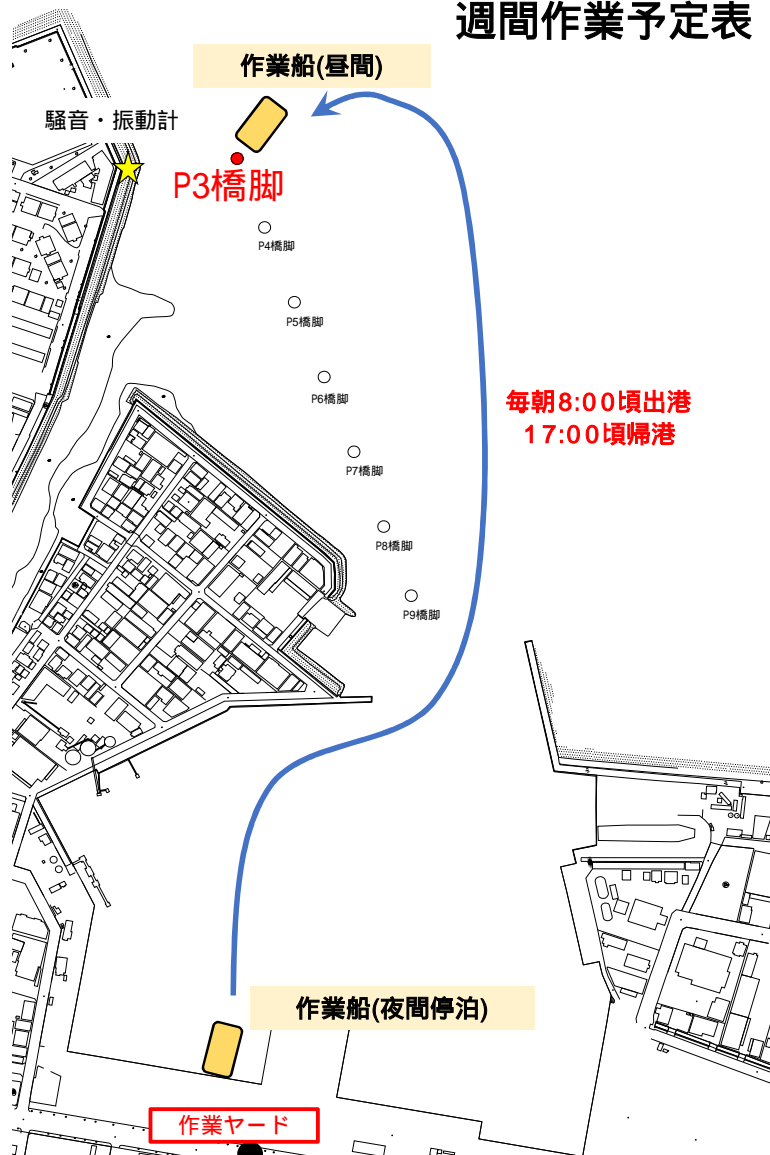 週間作業予定表
作業船(昼間)
騒音・振動計
P3橋脚
P4橋脚
P5橋脚
P6橋脚
毎朝8:00頃出港
17:00頃帰港
P7橋脚
P8橋脚
P9橋脚
作業船(夜間停泊)
作業ヤード